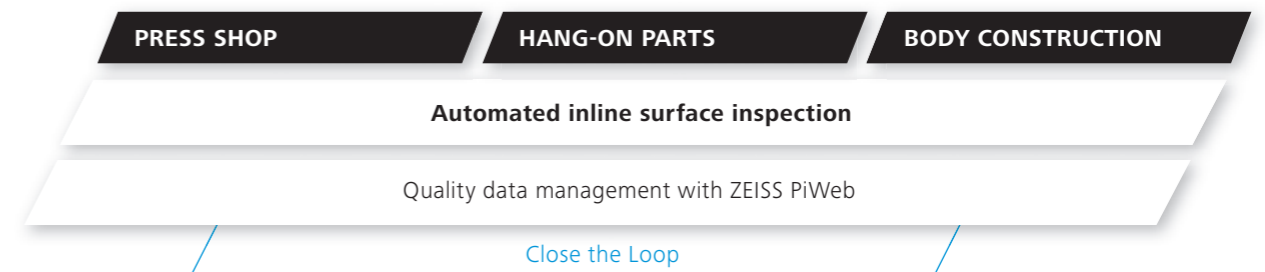 PRESS SHOP
HANG-ON PARTS
BODY CONSTRUCTION
Automated inline surface inspection
Quality data management with ZEISS PiWeb
Close the Loop